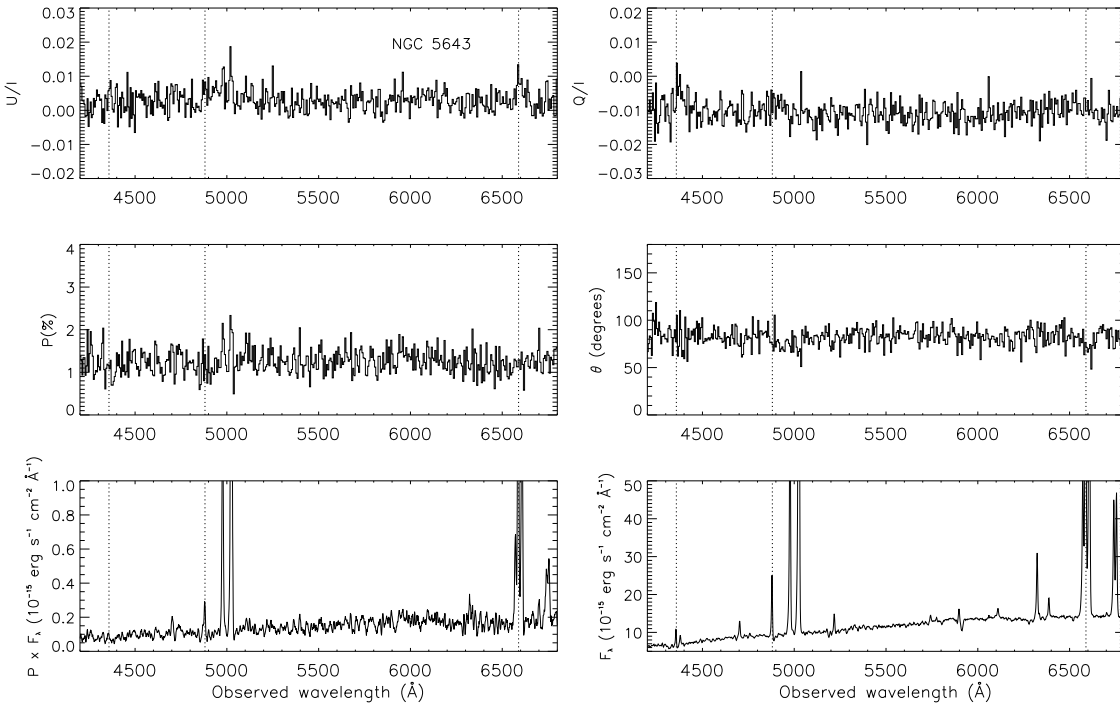 U/I
0.03
0.02
0.01
0.00
−0.01
−0.02
NGC 5643
4500 5000 5500 6000 6500
Q/I
0.02
0.01
0.00
−0.01
−0.02
−0.03
4500 5000 5500 6000 6500
P(%)
4
3
2
1
0
4500 5000 5500 6000 6500
θ (degrees)
150
100
50
0
4500 5000 5500 6000 6500
P x Fλ (10⁻¹⁵ erg s⁻¹ cm⁻² Å⁻¹)
1.0
0.8
0.6
0.4
0.2
0.0
4500 5000 5500 6000 6500
Observed wavelength (Å)
Fλ (10⁻¹⁵ erg s⁻¹ cm⁻² Å⁻¹)
50
40
30
20
10
4500 5000 5500 6000 6500
Observed wavelength (Å)